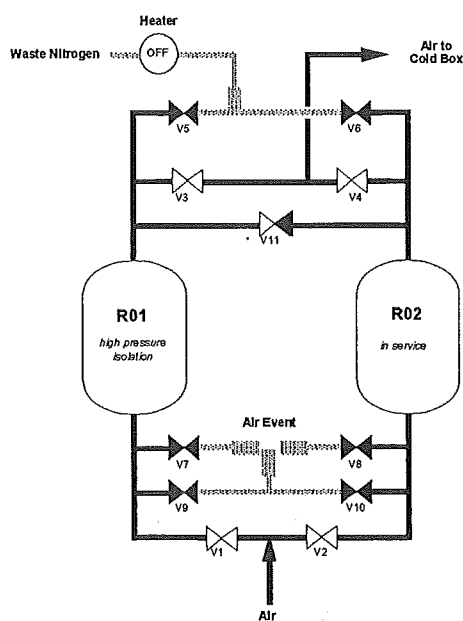 Heater
Waste Nitrogen
OFF
Air to
Cold Box
V5
V6
V3
V4
V11
R01
high pressure
isolation
R02
in service
Air Event
V7
V8
V9
V10
V1
V2
Air